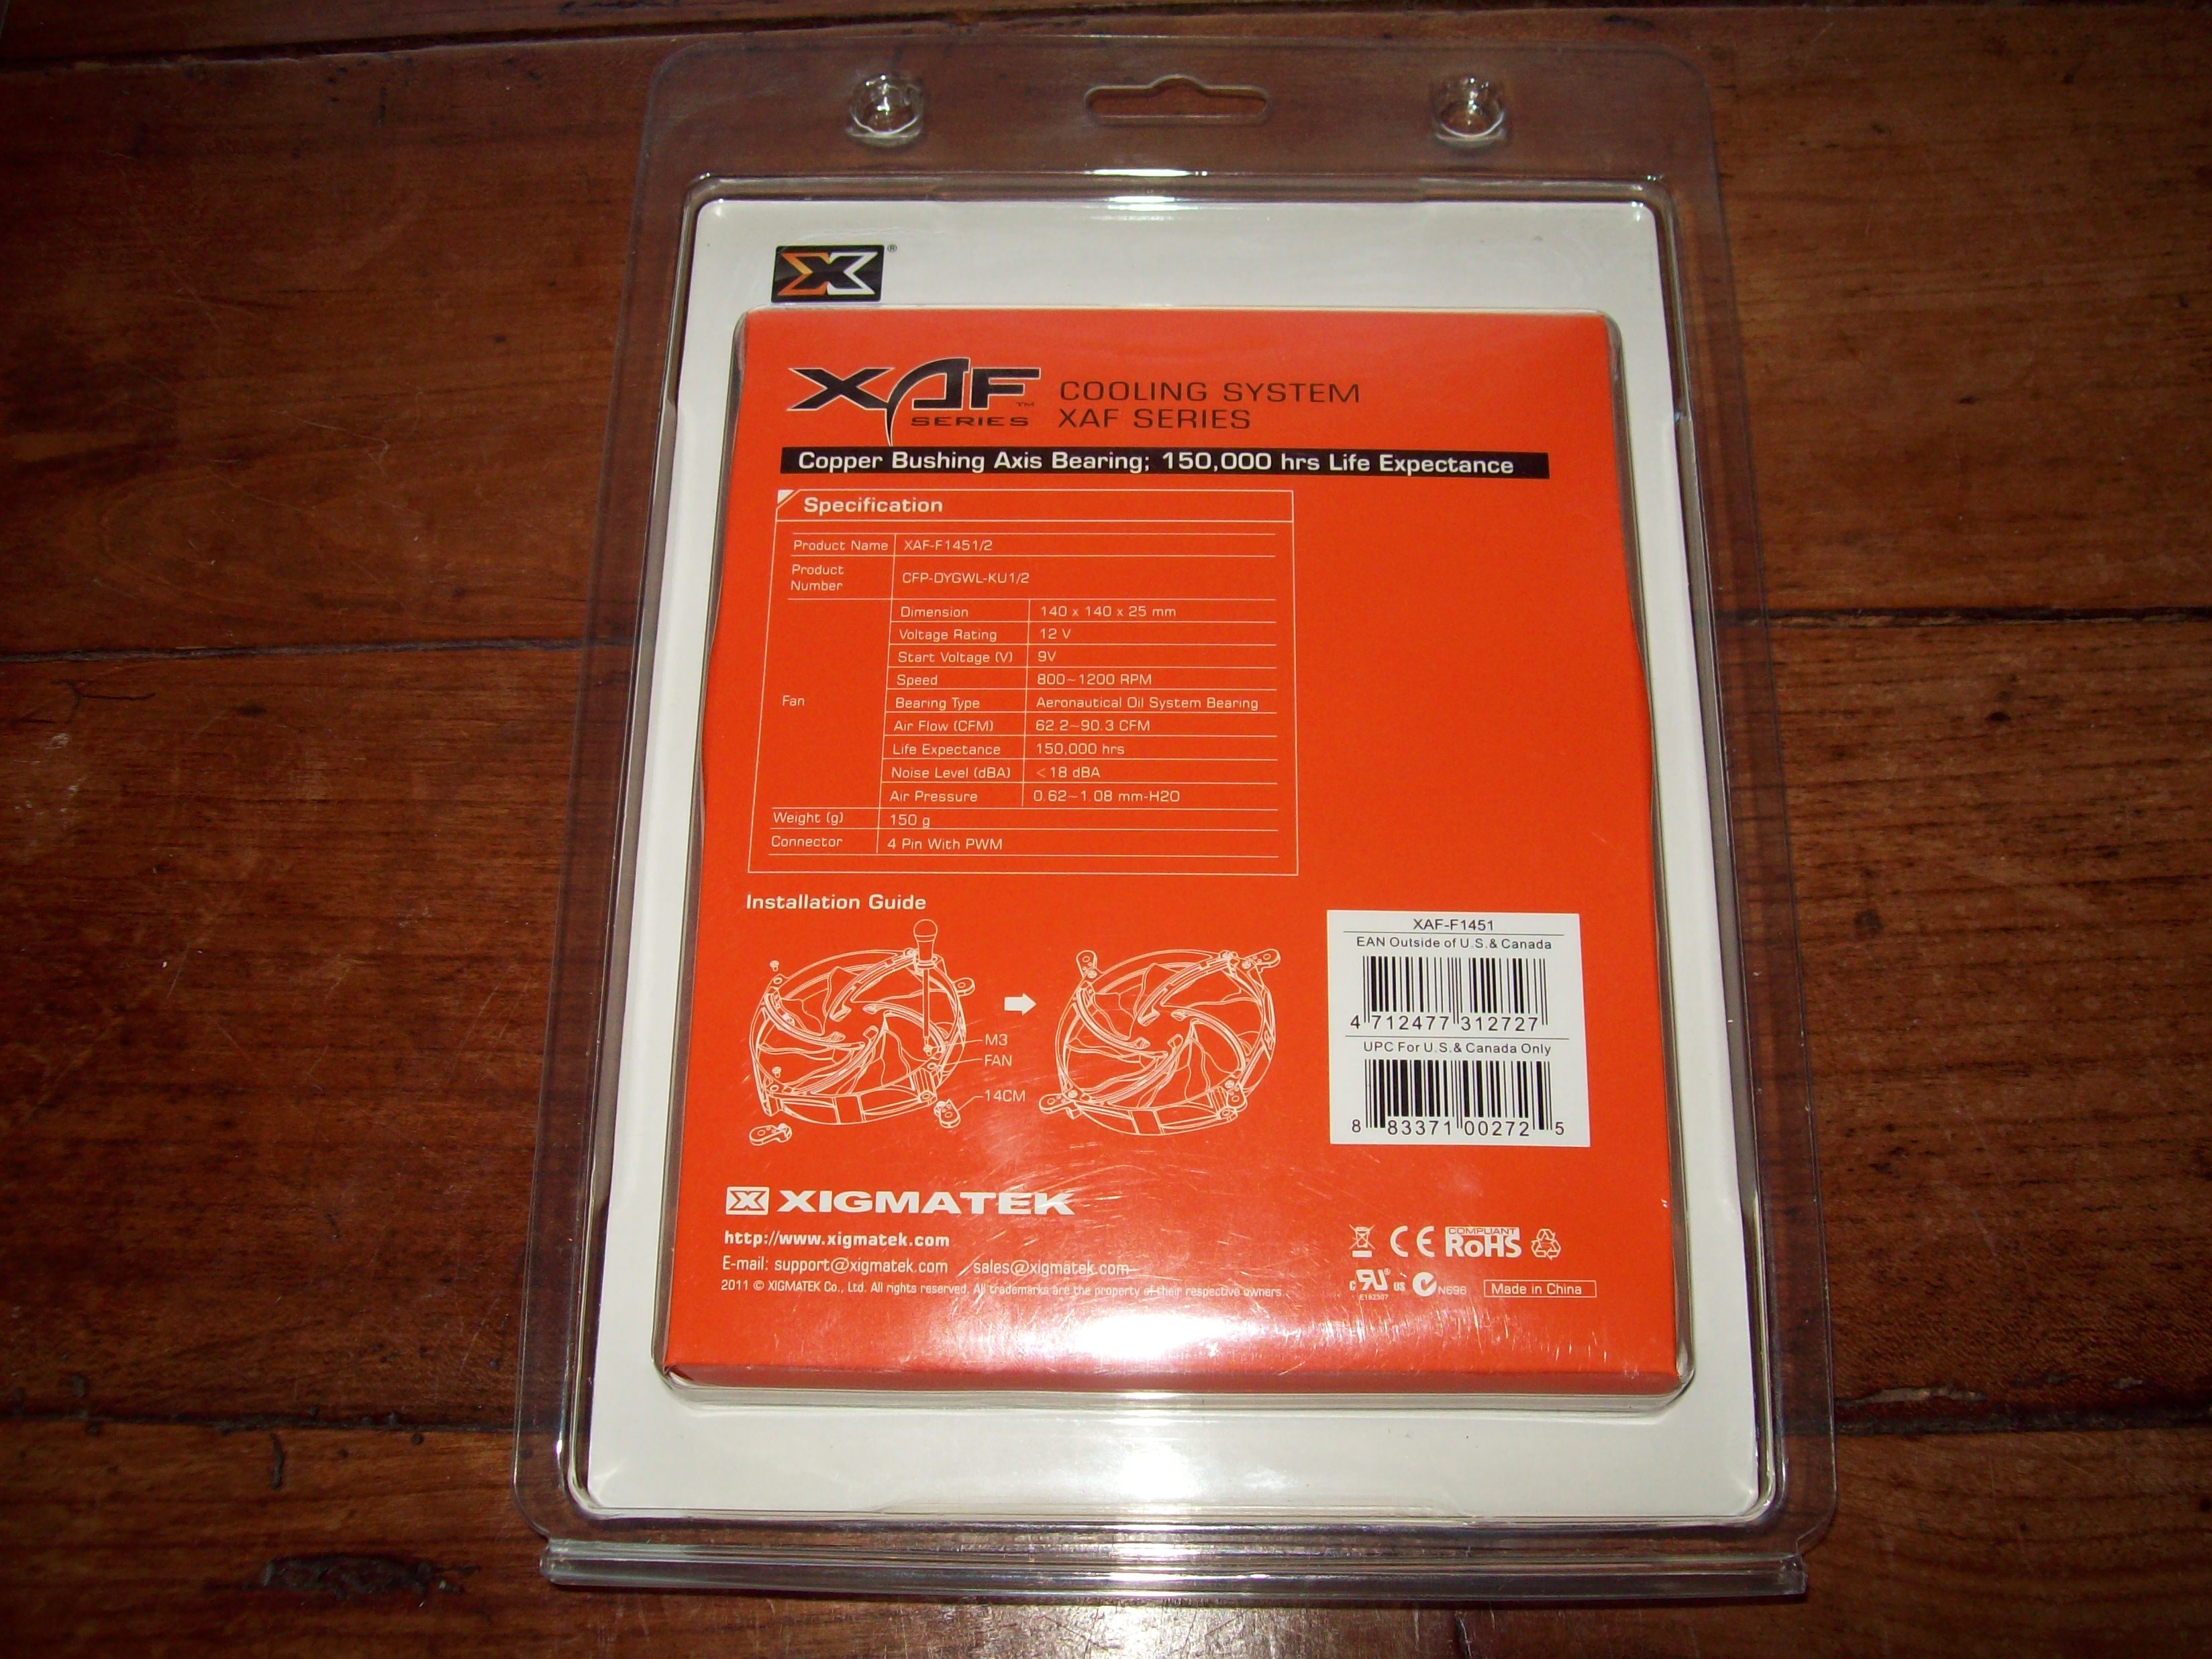 ®
XAF™ COOLING SYSTEM
SERIES XAF SERIES
Copper Bushing Axis Bearing; 150,000 hrs Life Expectance
Specification
Product Name XAF-F1451/2
Product Number CFP-DYGWL-KU1/2
Fan
Dimension 140 x 140 x 25 mm
Voltage Rating 12 V
Start Voltage (V) 9V
Speed 800~1200 RPM
Bearing Type Aeronautical Oil System Bearing
Air Flow (CFM) 62.2~90.3 CFM
Life Expectance 150,000 hrs
Noise Level (dBA) <18 dBA
Air Pressure 0.62~1.08 mm-H2O
Weight (g) 150 g
Connector 4 Pin With PWM
Installation Guide
M3
FAN
14CM
XAF-F1451
EAN Outside of U.S.& Canada
4 712477 312727
UPC For U.S.& Canada Only
8 83371 00272 5
XIGMATEK
http://www.xigmatek.com
E-mail: support@xigmatek.com sales@xigmatek.com
2011 © XIGMATEK Co., Ltd. All rights reserved. All trademarks are the property of their respective owners.
CE COMPLIANT RoHS
c RU® us E182307 N696 Made in China